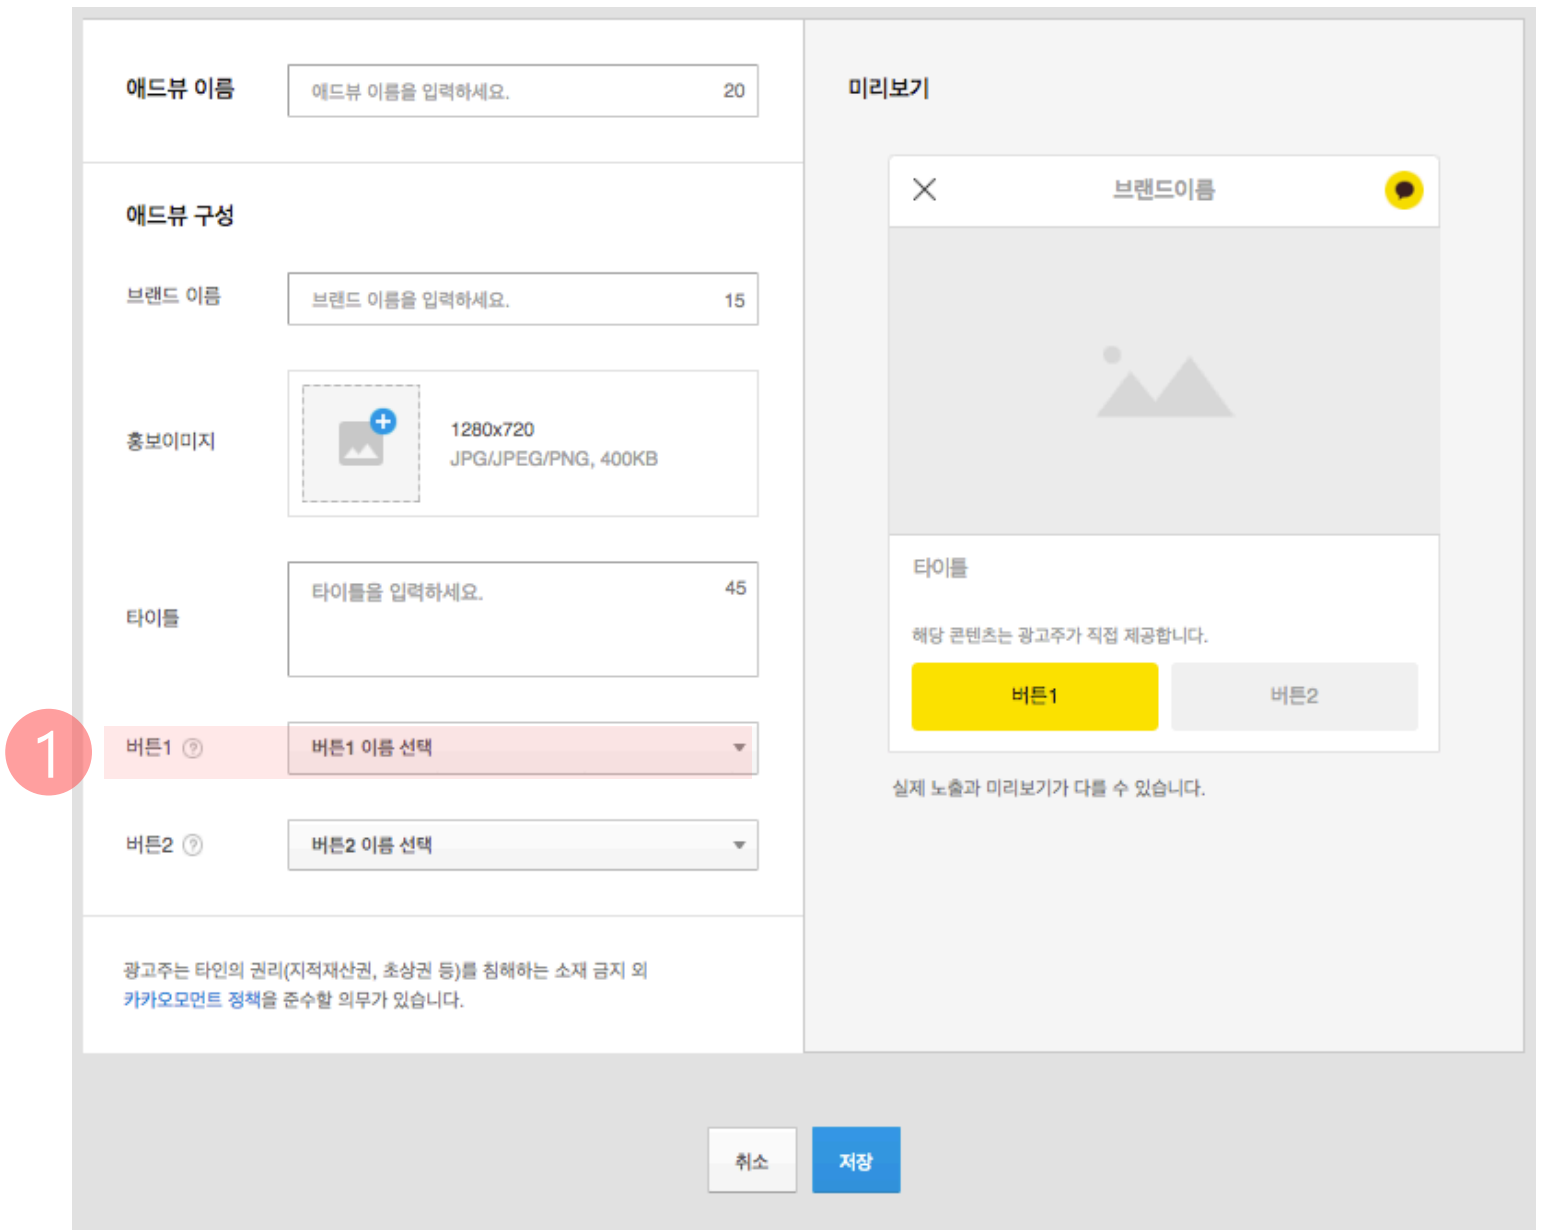 애드뷰 이름
애드뷰 이름을 입력하세요.
20
애드뷰 구성
브랜드 이름
브랜드 이름을 입력하세요.
15
홍보이미지
1280x720
JPG/JPEG/PNG, 400KB
타이틀
타이틀을 입력하세요.
45
1
버튼1 ?
버튼1 이름 선택
버튼2 ?
버튼2 이름 선택
광고주는 타인의 권리(지적재산권, 초상권 등)를 침해하는 소재 금지 외
카카오모먼트 정책을 준수할 의무가 있습니다.
미리보기
브랜드이름
타이틀
해당 콘텐츠는 광고주가 직접 제공합니다.
버튼1
버튼2
실제 노출과 미리보기가 다를 수 있습니다.
취소
저장